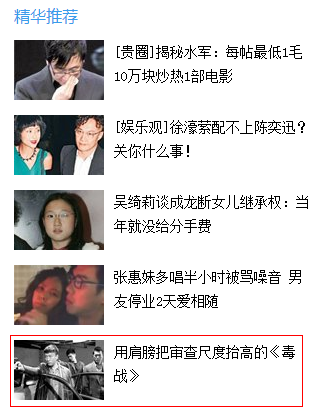 精华推荐
[贵圈]揭秘水军：每帖最低1毛
10万块炒热1部电影
[娱乐观]徐濠萦配不上陈奕迅？
关你什么事！
吴绮莉谈成龙断女儿继承权：当
年就没给分手费
张惠妹多唱半小时被骂噪音 男
友停业2天爱相随
用肩膀把审查尺度抬高的《毒
战》